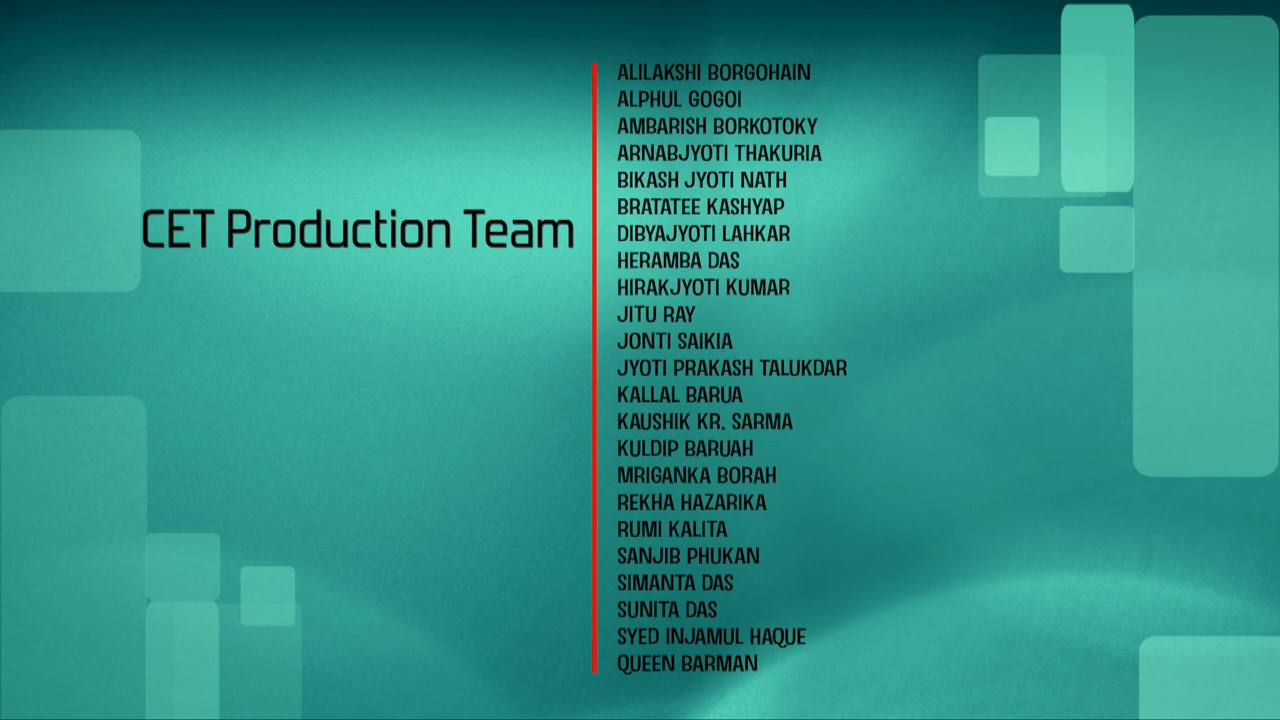 CET Production Team
ALILAKSHI BORGOHAIN
ALPHUL GOGOI
AMBARISH BORKOTOKY
ARNABJYOTI THAKURIA
BIKASH JYOTI NATH
BRATATEE KASHYAP
DIBYAJYOTI LAHKAR
HERAMBA DAS
HIRAKJYOTI KUMAR
JITU RAY
JONTI SAIKIA
JYOTI PRAKASH TALUKDAR
KALLAL BARUA
KAUSHIK KR. SARMA
KULDIP BARUAH
MRIGANKA BORAH
REKHA HAZARIKA
RUMI KALITA
SANJIB PHUKAN
SIMANTA DAS
SUNITA DAS
SYED INJAMUL HAQUE
QUEEN BARMAN